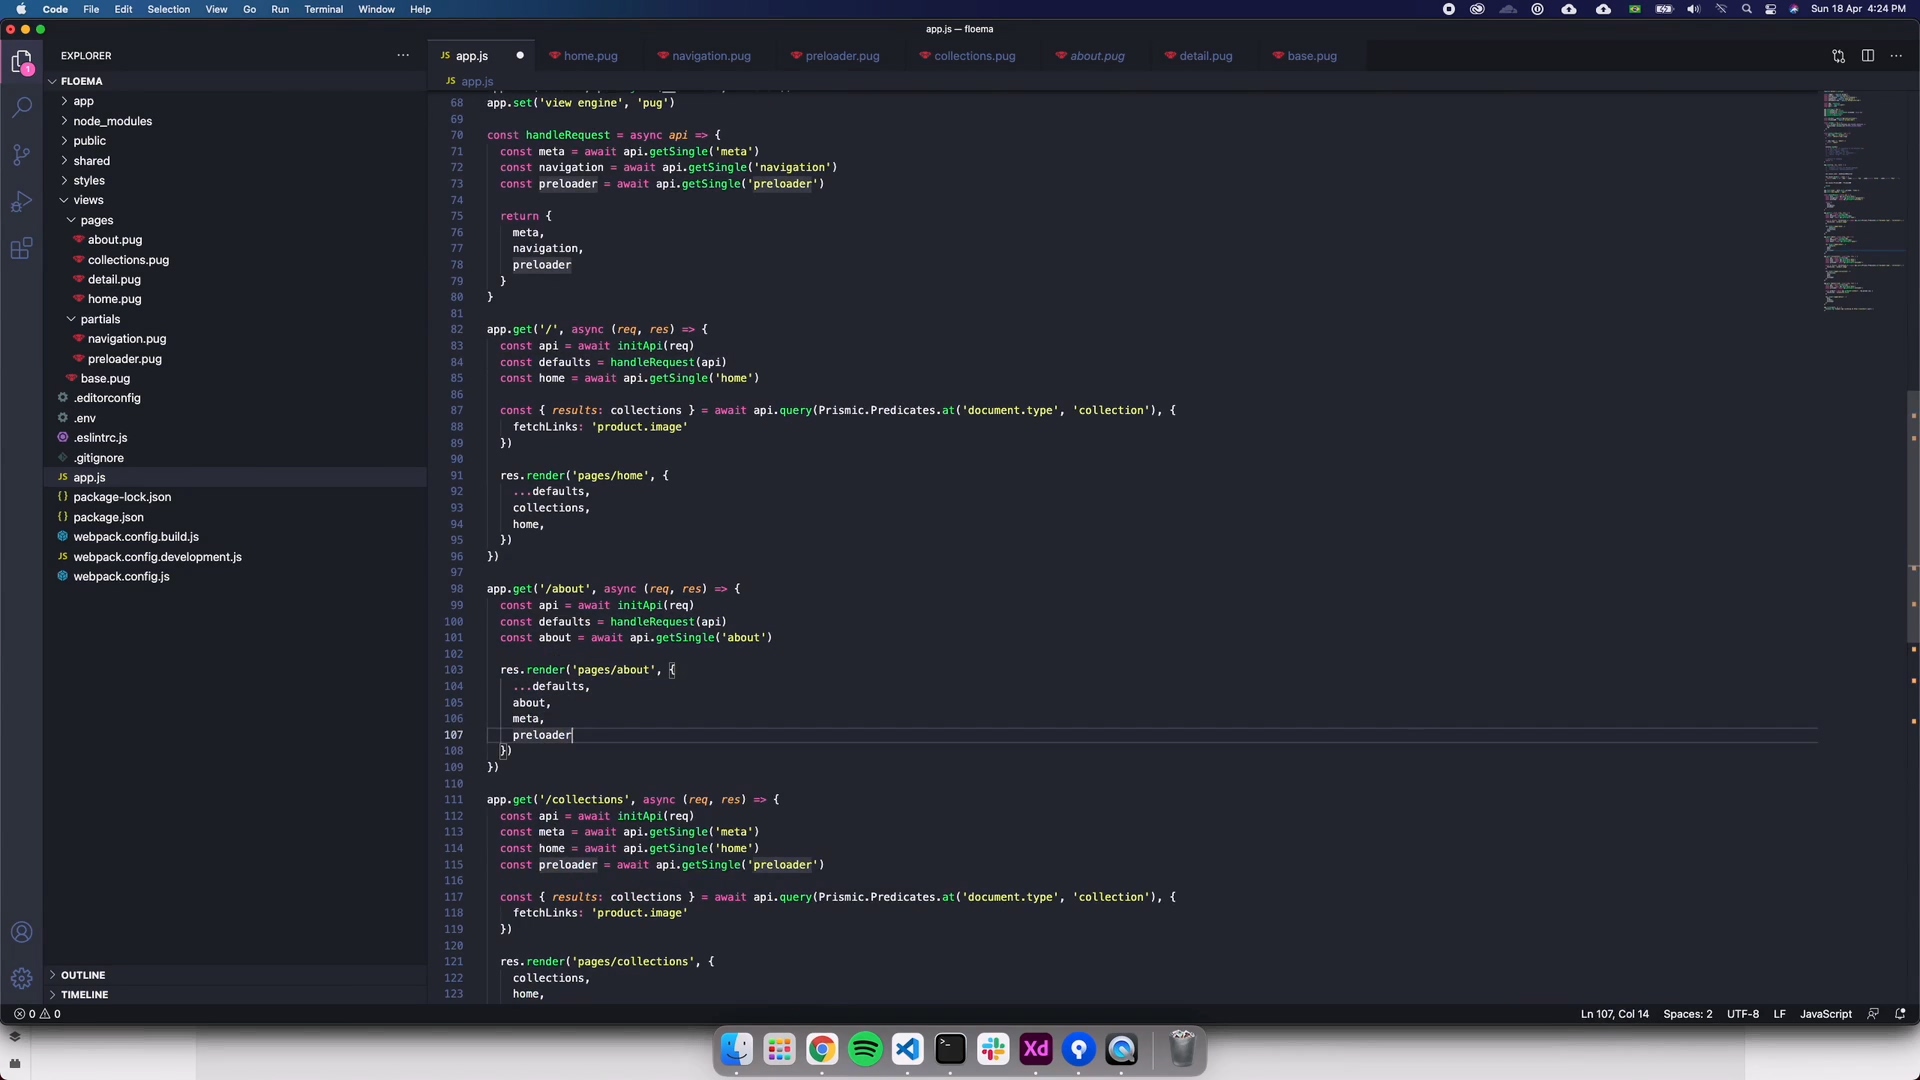 Code File Edit Selection View Go Run Terminal Window Help
Sun 18 Apr 4:24 PM
app.js — floema
EXPLORER
1
FLOEMA
app
node_modules
public
shared
styles
views
pages
about.pug
collections.pug
detail.pug
home.pug
partials
navigation.pug
preloader.pug
base.pug
.editorconfig
.env
.eslintrc.js
.gitignore
JS app.js
{} package-lock.json
{} package.json
webpack.config.build.js
JS webpack.config.development.js
webpack.config.js
OUTLINE
TIMELINE
JS app.js home.pug navigation.pug preloader.pug collections.pug about.pug detail.pug base.pug
JS app.js
68 app.set('view engine', 'pug')
69
70 const handleRequest = async api => {
71 const meta = await api.getSingle('meta')
72 const navigation = await api.getSingle('navigation')
73 const preloader = await api.getSingle('preloader')
74
75 return {
76 meta,
77 navigation,
78 preloader
79 }
80 }
81
82 app.get('/', async (req, res) => {
83 const api = await initApi(req)
84 const defaults = handleRequest(api)
85 const home = await api.getSingle('home')
86
87 const { results: collections } = await api.query(Prismic.Predicates.at('document.type', 'collection'), {
88 fetchLinks: 'product.image'
89 })
90
91 res.render('pages/home', {
92 ...defaults,
93 collections,
94 home,
95 })
96 })
97
98 app.get('/about', async (req, res) => {
99 const api = await initApi(req)
100 const defaults = handleRequest(api)
101 const about = await api.getSingle('about')
102
103 res.render('pages/about', {
104 ...defaults,
105 about,
106 meta,
107 preloader
108 })
109 })
110
111 app.get('/collections', async (req, res) => {
112 const api = await initApi(req)
113 const meta = await api.getSingle('meta')
114 const home = await api.getSingle('home')
115 const preloader = await api.getSingle('preloader')
116
117 const { results: collections } = await api.query(Prismic.Predicates.at('document.type', 'collection'), {
118 fetchLinks: 'product.image'
119 })
120
121 res.render('pages/collections', {
122 collections,
123 home,
0 0
Ln 107, Col 14 Spaces: 2 UTF-8 LF JavaScript
Xd